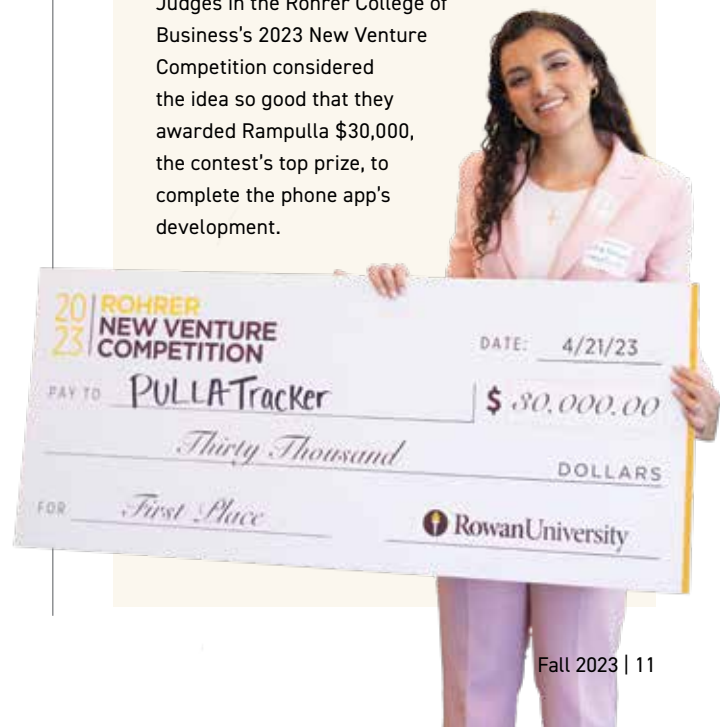 Judges in the Rohrer College of
Business's 2023 New Venture
Competition considered
the idea so good that they
awarded Rampulla $30,000,
the contest's top prize, to
complete the phone app's
development.
20 ROHRER
23 NEW VENTURE
COMPETITION
DATE: 4/21/23
PAY TO PULLATracker $ 30,000.00
Thirty Thousand DOLLARS
FOR First Place RowanUniversity
Fall 2023 | 11